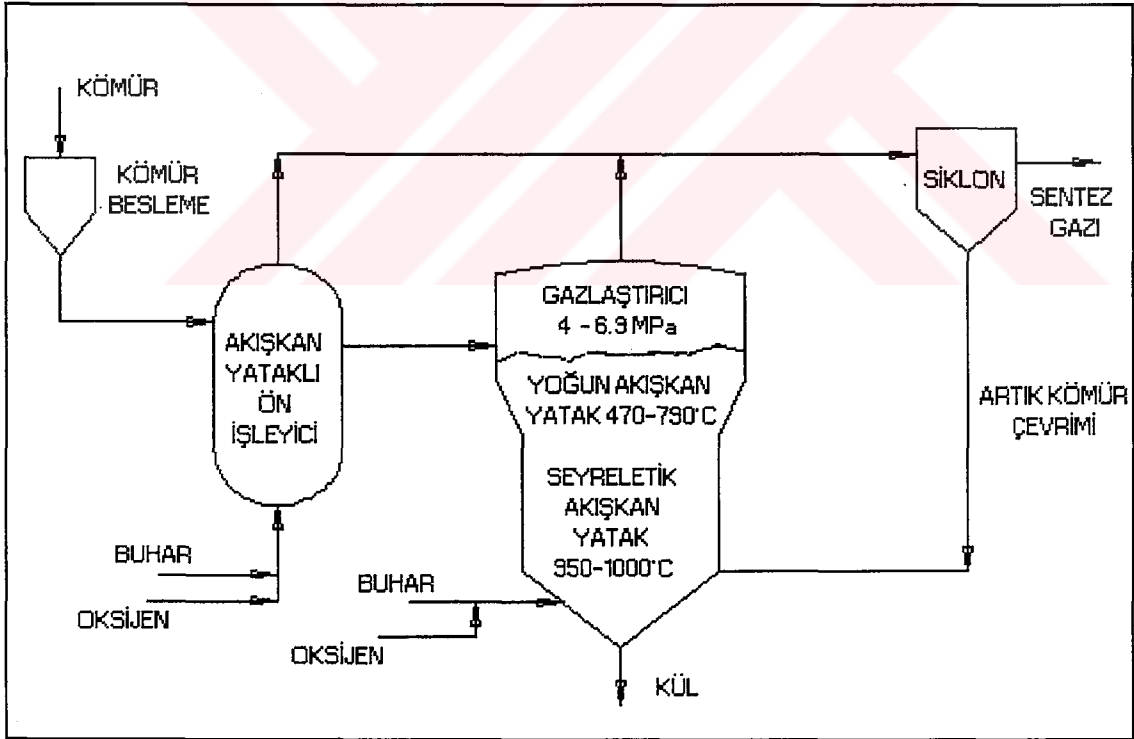 KÖMÜR
KÖMÜR
BESLEME
AKIŞKAN
YATAKLI
ÖN
İŞLEYİCİ
BUHAR
OKSİJEN
GAZLAŞTIRICI
4 - 6.9 MPa
YOĞUN AKIŞKAN
YATAK 470-790°C
SEYRELETİK
AKIŞKAN
YATAK
950-1000°C
BUHAR
OKSİJEN
KÜL
SİKLON
SENTEZ
GAZI
ARTIK KÖMÜR
ÇEVRİMİ